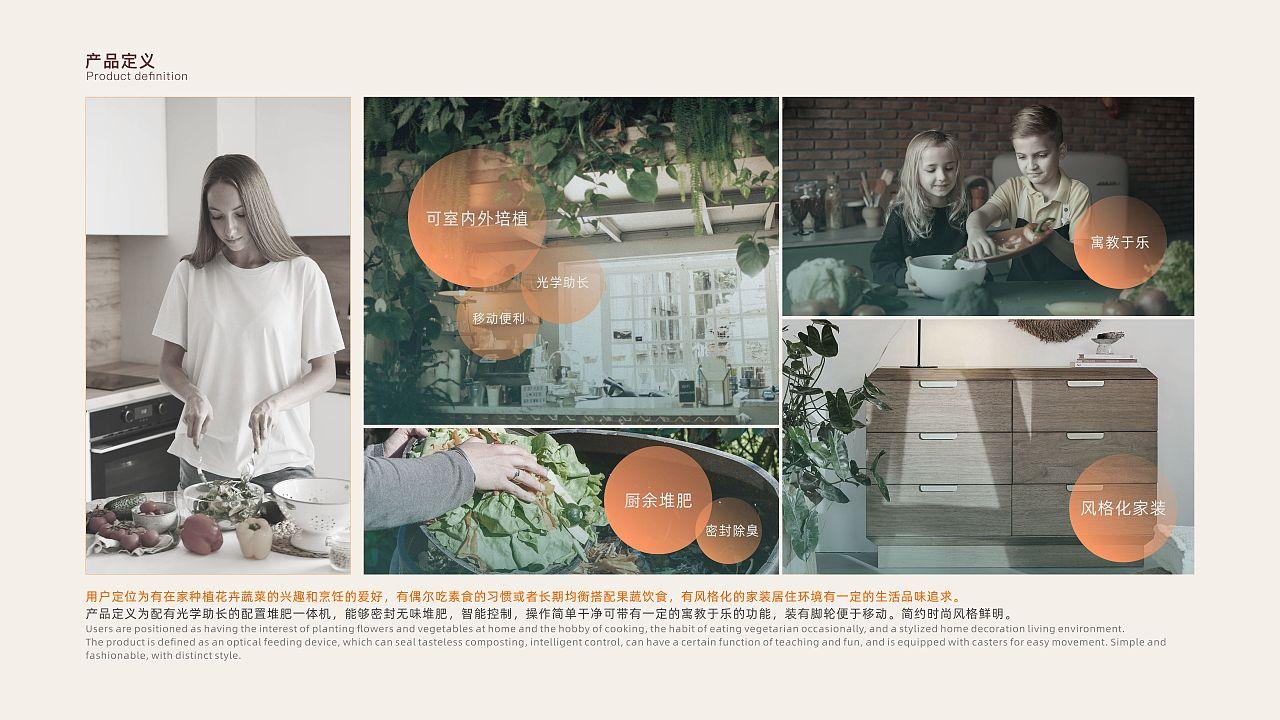 产品定义
Product definition
可室内外培植
光学助长
移动便利
寓教于乐
厨余堆肥
密封除臭
风格化家装
用户定位为有在家种植花卉蔬菜的兴趣和烹饪的爱好，有偶尔吃素食的习惯或者长期均衡搭配果蔬饮食，有风格化的家装居住环境有一定的生活品味追求。
产品定义为配有光学助长的配置堆肥一体机，能够密封无味堆肥，智能控制，操作简单干净可带有一定的寓教于乐的功能，装有脚轮便于移动。简约时尚风格鲜明。
Users are positioned as having the interest of planting flowers and vegetables at home and the hobby of cooking, the habit of eating vegetarian occasionally, and a stylized home decoration living environment.
The product is defined as an optical feeding device, which can seal tasteless composting, intelligent control, can have a certain function of teaching and fun, and is equipped with casters for easy movement. Simple and
fashionable, with distinct style.